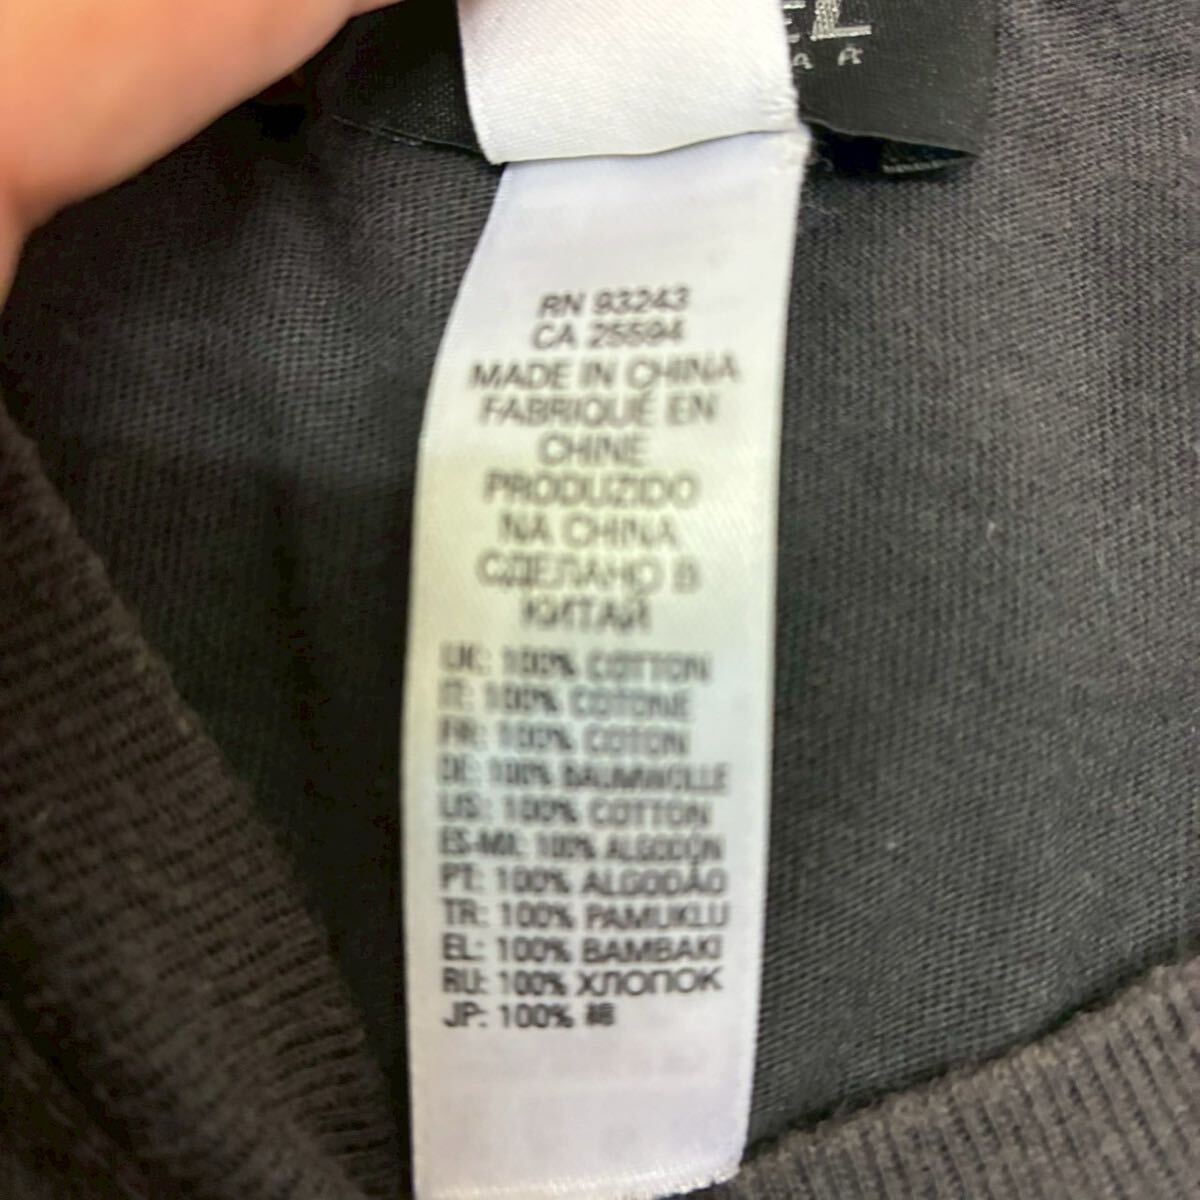 EL
A A
RN 93243
CA 25594
MADE IN CHINA
FABRIQUÉ EN
CHINE
PRODUZIDO
NA CHINA
СДЕЛАНО В
КИТАЙ
UK: 100% COTTON
IT: 100% COTONE
FR: 100% COTON
DE: 100% BAUMWOLLE
US: 100% COTTON
ES-MX: 100% ALGODÓN
PT: 100% ALGODÃO
TR: 100% PAMUKLU
EL: 100% BAMBAKI
RU: 100% ХЛОПОК
JP: 100% 綿